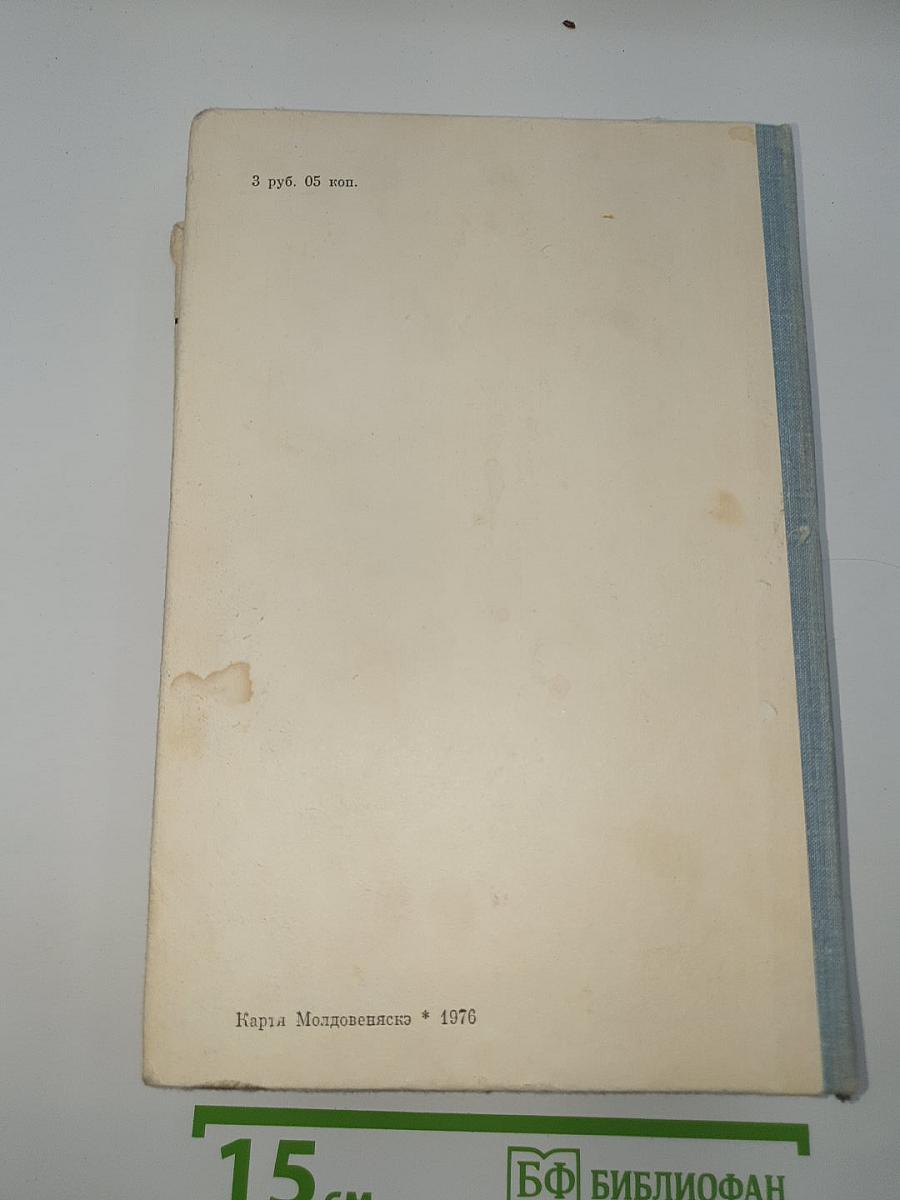 3 руб. 05 коп.
Картя Молдовеняскэ * 1976
15 см
БФ БИБЛИОФАН